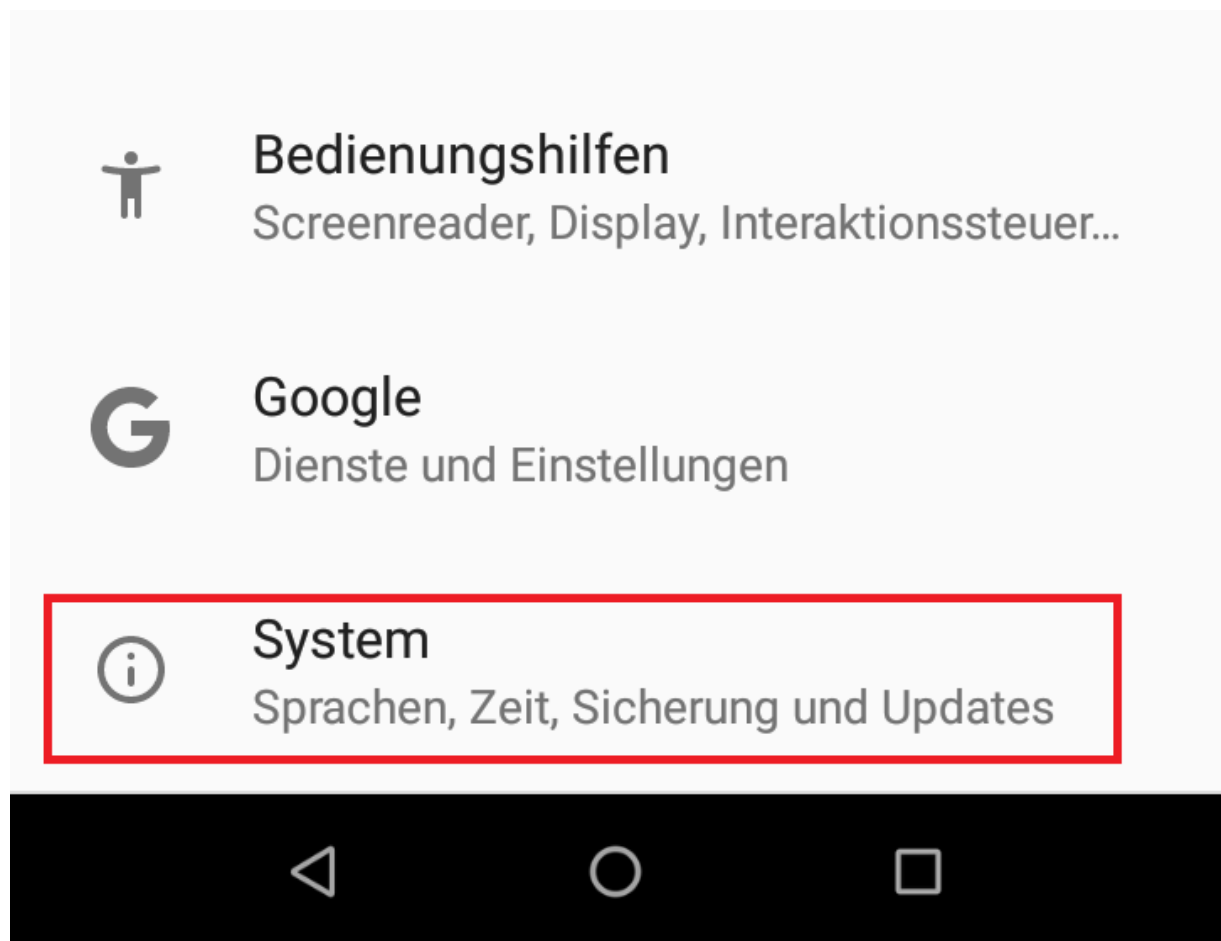 Bedienungshilfen
Screenreader, Display, Interaktionssteuer...
Google
Dienste und Einstellungen
System
Sprachen, Zeit, Sicherung und Updates